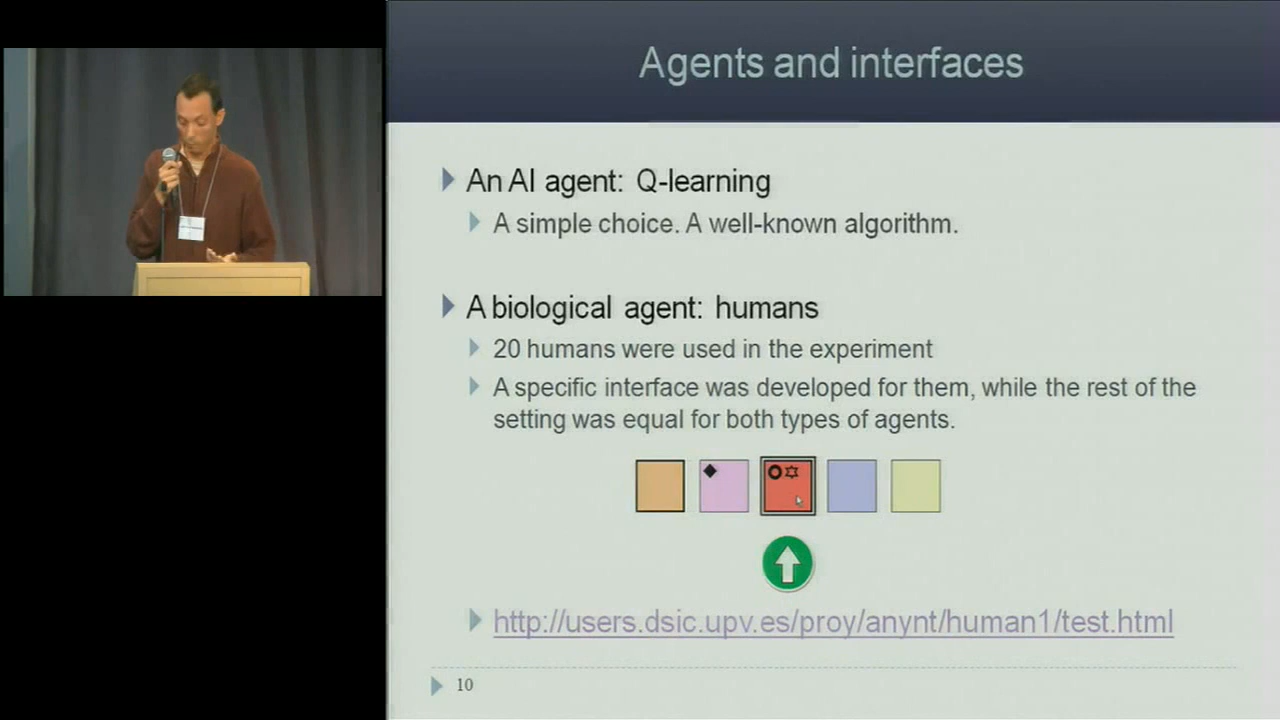 Agents and interfaces
An AI agent: Q-learning
A simple choice. A well-known algorithm.
A biological agent: humans
20 humans were used in the experiment
A specific interface was developed for them, while the rest of the
setting was equal for both types of agents.
http://users.dsic.upv.es/proy/anynt/human1/test.html
10